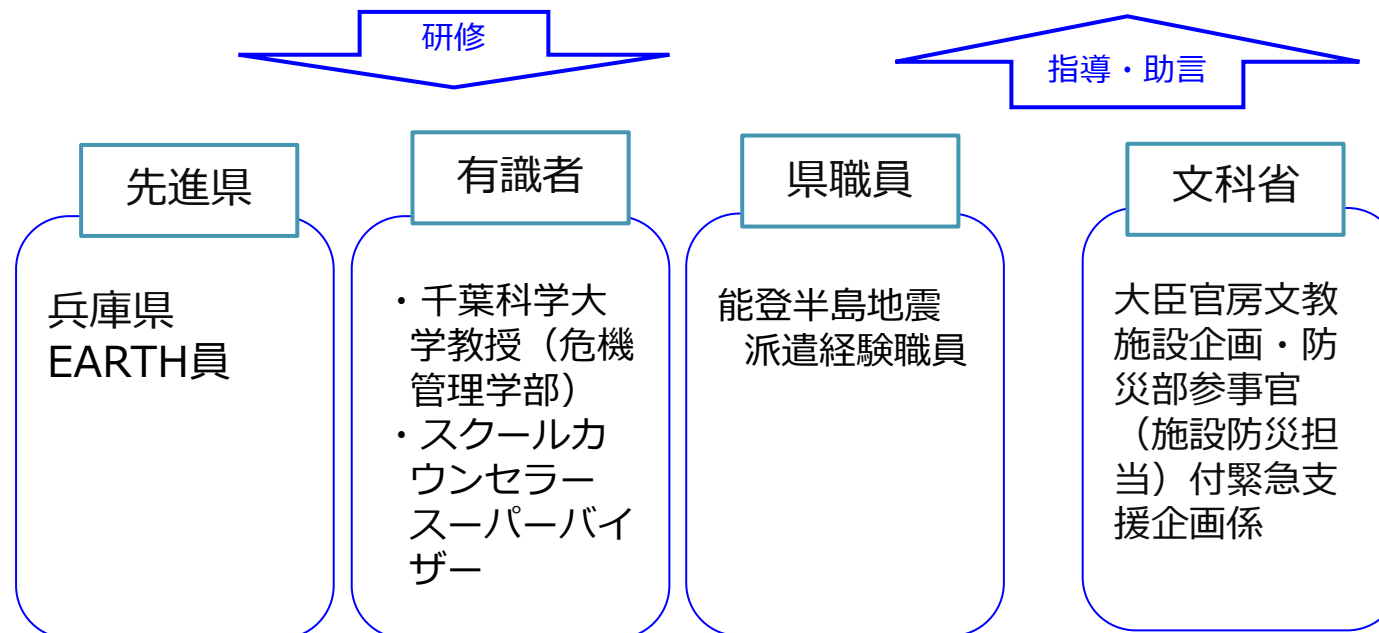 研修
指導・助言
先進県
兵庫県
EARTH員
有識者
・千葉科学大
学教授（危機
管理学部）
・スクールカ
ウンセラー
スーパーバイ
ザー
県職員
能登半島地震
派遣経験職員
文科省
大臣官房文教
施設企画・防
災部参事官
（施設防災担
当）付緊急支
援企画係